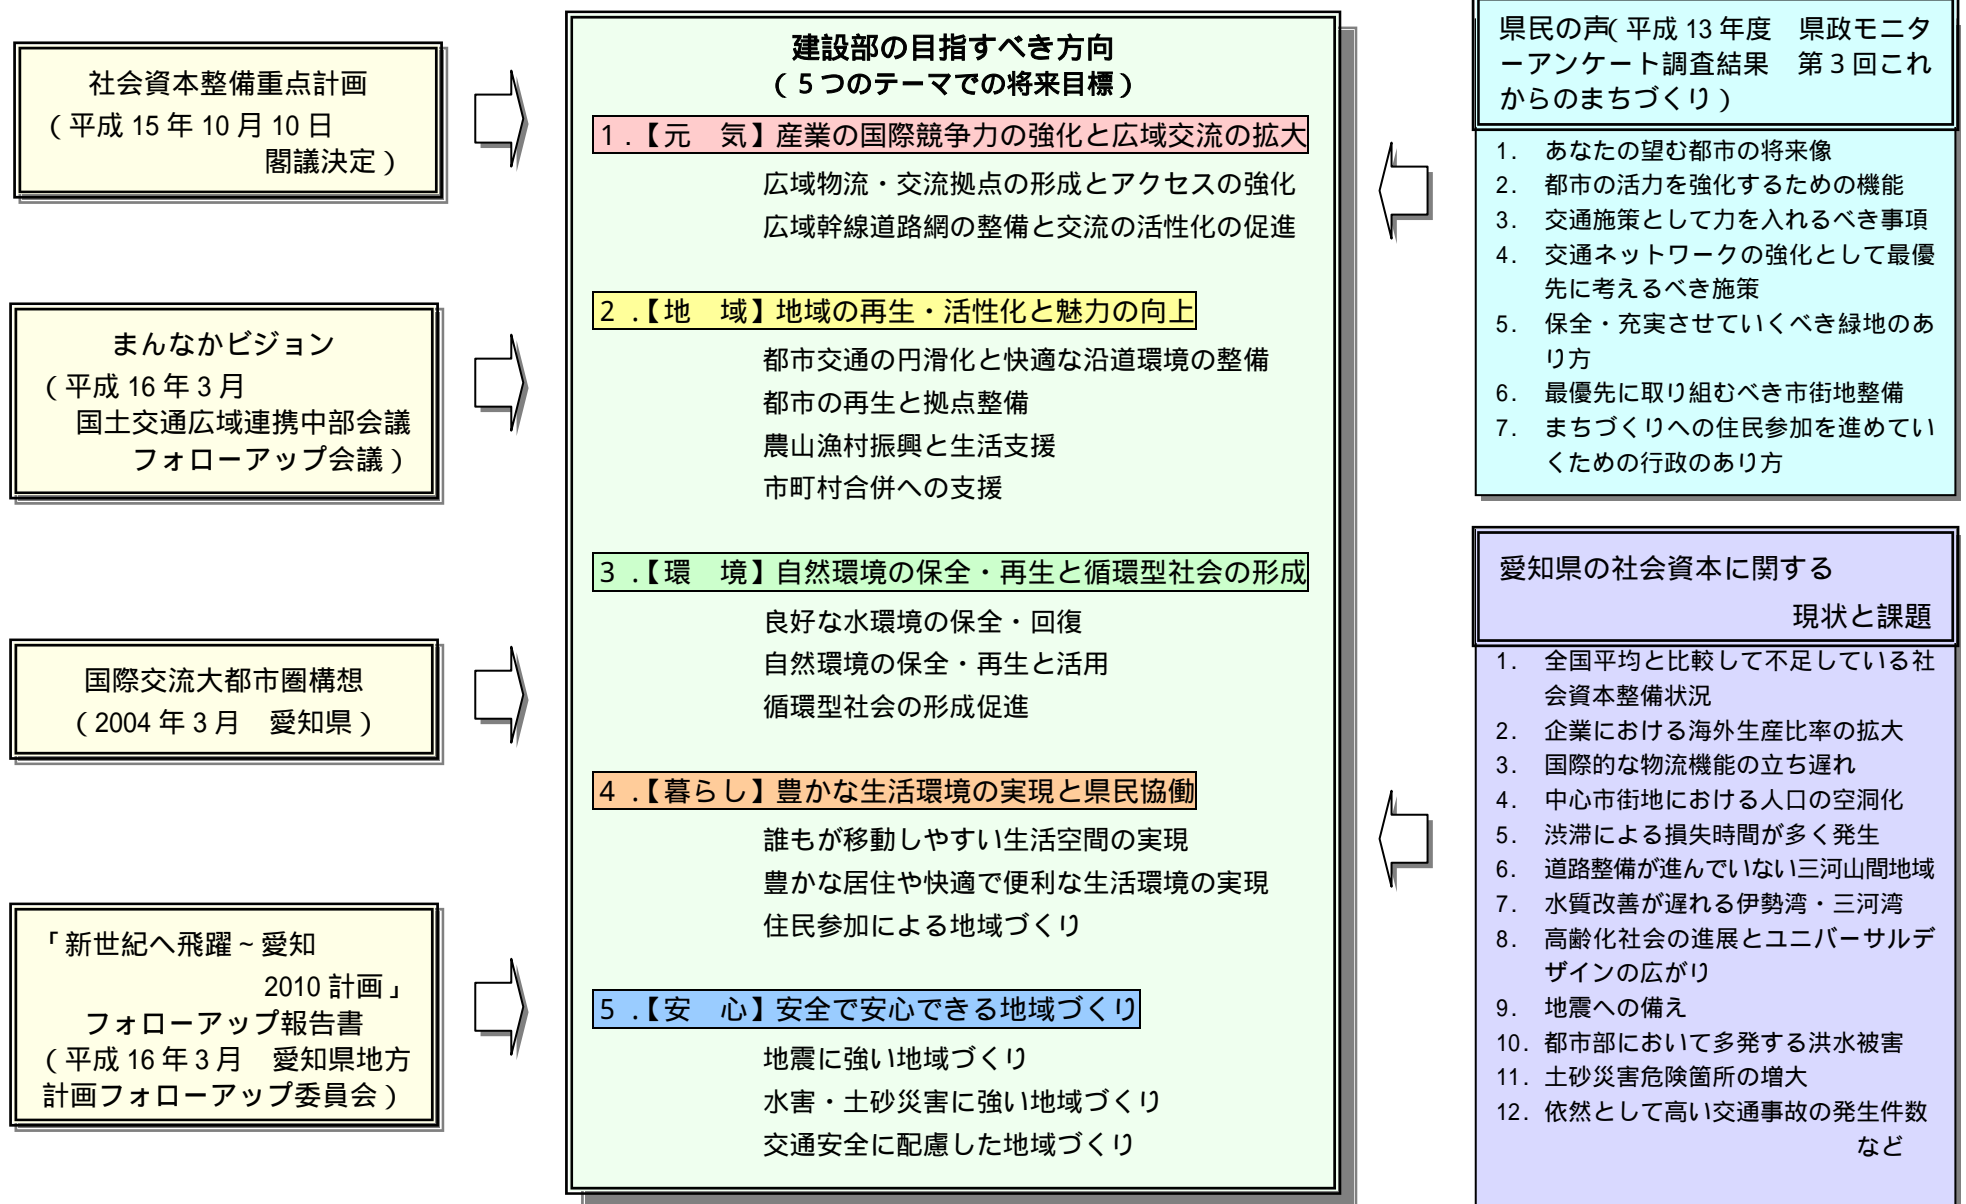 社会資本整備重点計画
(平成 15 年 10 月 10 日
閣議決定)
まんなかビジョン
(平成 16 年 3 月
国土交通広域連携中部会議
フォローアップ会議)
国際交流大都市圏構想
(2004 年 3 月　愛知県)
「新世紀へ飛躍~愛知
2010 計画」
フォローアップ報告書
(平成 16 年 3 月　愛知県地方
計画フォローアップ委員会)
建設部の目指すべき方向
(5つのテーマでの将来目標)
1.【元　気】産業の国際競争力の強化と広域交流の拡大
広域物流・交流拠点の形成とアクセスの強化
広域幹線道路網の整備と交流の活性化の促進
2.【地　域】地域の再生・活性化と魅力の向上
都市交通の円滑化と快適な沿道環境の整備
都市の再生と拠点整備
農山漁村振興と生活支援
市町村合併への支援
3.【環　境】自然環境の保全・再生と循環型社会の形成
良好な水環境の保全・回復
自然環境の保全・再生と活用
循環型社会の形成促進
4.【暮らし】豊かな生活環境の実現と県民協働
誰もが移動しやすい生活空間の実現
豊かな居住や快適で便利な生活環境の実現
住民参加による地域づくり
5.【安　心】安全で安心できる地域づくり
地震に強い地域づくり
水害・土砂災害に強い地域づくり
交通安全に配慮した地域づくり
県民の声(平成 13 年度　県政モニタ
ーアンケート調査結果　第3回これ
からのまちづくり)
1.　あなたの望む都市の将来像
2.　都市の活力を強化するための機能
3.　交通施策として力を入れるべき事項
4.　交通ネットワークの強化として最優
先に考えるべき施策
5.　保全・充実させていくべき緑地のあ
り方
6.　最優先に取り組むべき市街地整備
7.　まちづくりへの住民参加を進めてい
くための行政のあり方
愛知県の社会資本に関する
現状と課題
1.　全国平均と比較して不足している社
会資本整備状況
2.　企業における海外生産比率の拡大
3.　国際的な物流機能の立ち遅れ
4.　中心市街地における人口の空洞化
5.　渋滞による損失時間が多く発生
6.　道路整備が進んでいない三河山間地域
7.　水質改善が遅れる伊勢湾・三河湾
8.　高齢化社会の進展とユニバーサルデ
ザインの広がり
9.　地震への備え
10. 都市部において多発する洪水被害
11. 土砂災害危険箇所の増大
12. 依然として高い交通事故の発生件数
など